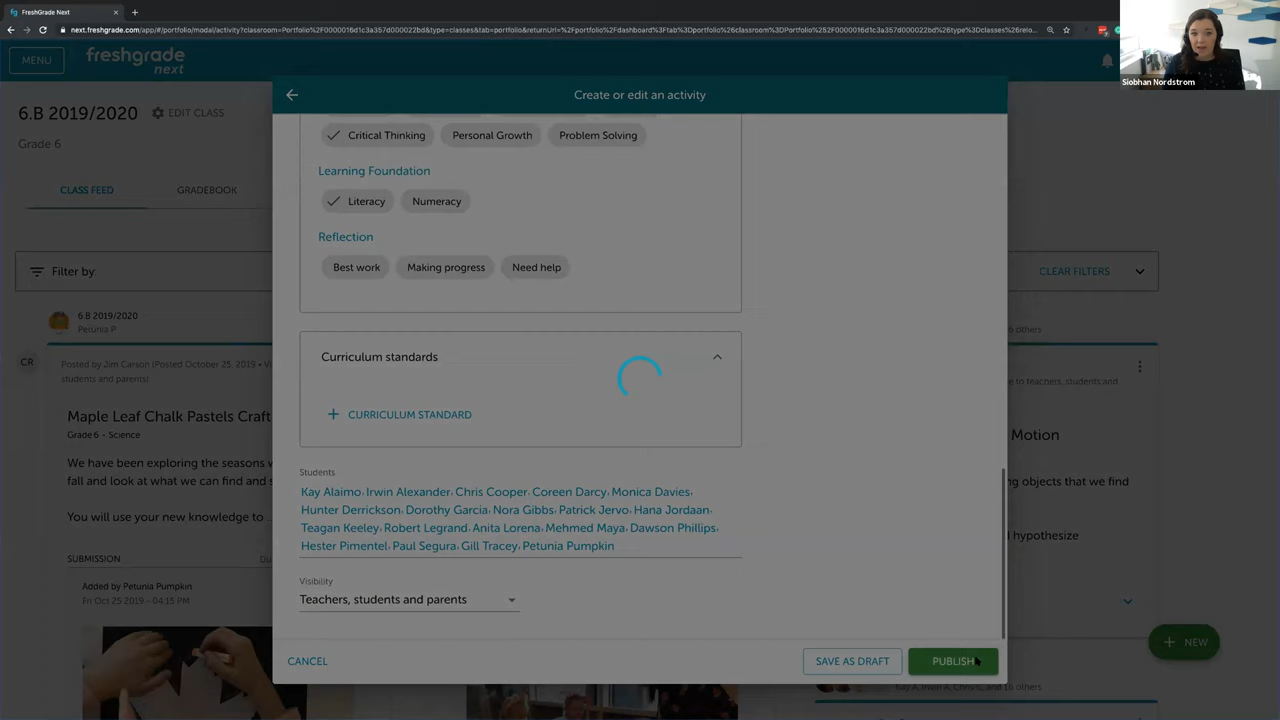 FreshGrade Next
next.freshgrade.com/app/#/portfolio/modal/activity?classroom=Portfolio%2F0000016d1c3a357d000022bd&type=classes&tab=portfolio&returnUrl=%2Fportfolio%2Fdashboard%3Ftab%3Dportfolio%26classroom%3DPortfolio%252F0000016d1c3a357d000022bd%26type%3Dclasses%26relo...
Siobhan Nordstrom
MENU
freshgrade
next
Create or edit an activity
6.B 2019/2020
EDIT CLASS
Grade 6
CLASS FEED
GRADEBOOK
Critical Thinking
Personal Growth
Problem Solving
Learning Foundation
Literacy
Numeracy
Reflection
Best work
Making progress
Need help
Filter by
CLEAR FILTERS
6.B 2019/2020
Petunia P
others
CR
Posted by Jim Carson (Posted October 25, 2019 •
students and parents)
Maple Leaf Chalk Pastels Craft
Grade 6 - Science
We have been exploring the seasons
fall and look at what we can find and
You will use your new knowledge to
SUBMISSION
Added by Petunia Pumpkin
Fri Oct 25 2019 - 04:15 PM
Curriculum standards
+ CURRICULUM STANDARD
Students
Kay Alaimo, Irwin Alexander, Chris Cooper, Coreen Darcy, Monica Davies,
Hunter Derrickson, Dorothy Garcia, Nora Gibbs, Patrick Jervo, Hana Jordaan,
Teagan Keeley, Robert Legrand, Anita Lorena, Mehmed Maya, Dawson Phillips,
Hester Pimentel, Paul Segura, Gill Tracey, Petunia Pumpkin
Visibility
Teachers, students and parents
CANCEL
SAVE AS DRAFT
PUBLISH
to teachers, students and
Motion
objects that we find
hypothesize
+ NEW
Kay A, Irwin A, Chris C, and 16 others